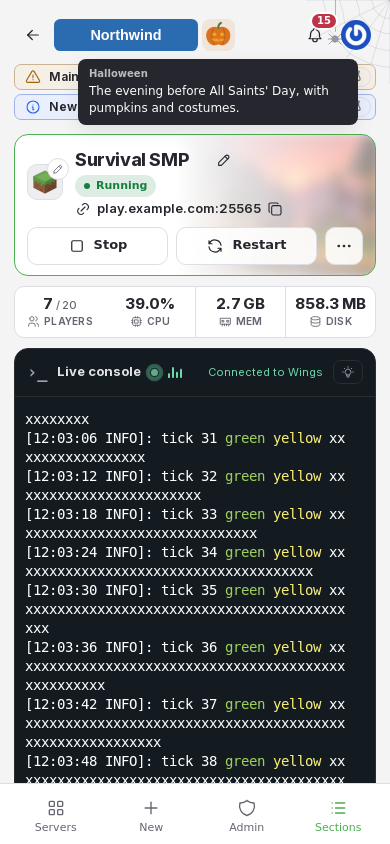 Northwind
15
Main
Halloween
The evening before All Saints' Day, with
pumpkins and costumes.
New
Survival SMP
Running
play.example.com:25565
Stop
Restart
7 / 20
PLAYERS
39.0%
CPU
2.7 GB
MEM
858.3 MB
DISK
Live console
Connected to Wings
xxxxxxxx
[12:03:06 INFO]: tick 31 green yellow xx
xxxxxxxxxxxxxxx
[12:03:12 INFO]: tick 32 green yellow xx
xxxxxxxxxxxxxxxxxxxxxx
[12:03:18 INFO]: tick 33 green yellow xx
xxxxxxxxxxxxxxxxxxxxxxxxxxxxx
[12:03:24 INFO]: tick 34 green yellow xx
xxxxxxxxxxxxxxxxxxxxxxxxxxxxxxxxxxxx
[12:03:30 INFO]: tick 35 green yellow xx
xxxxxxxxxxxxxxxxxxxxxxxxxxxxxxxxxxxxxxxx
xxx
[12:03:36 INFO]: tick 36 green yellow xx
xxxxxxxxxxxxxxxxxxxxxxxxxxxxxxxxxxxxxxxx
xxxxxxxxxx
[12:03:42 INFO]: tick 37 green yellow xx
xxxxxxxxxxxxxxxxxxxxxxxxxxxxxxxxxxxxxxxx
xxxxxxxxxxxxxxxxx
[12:03:48 INFO]: tick 38 green yellow xx
xxxxxxxxxxxxxxxxxxxxxxxxxxxxxxxxxxxxxxxx
Servers
New
Admin
Sections